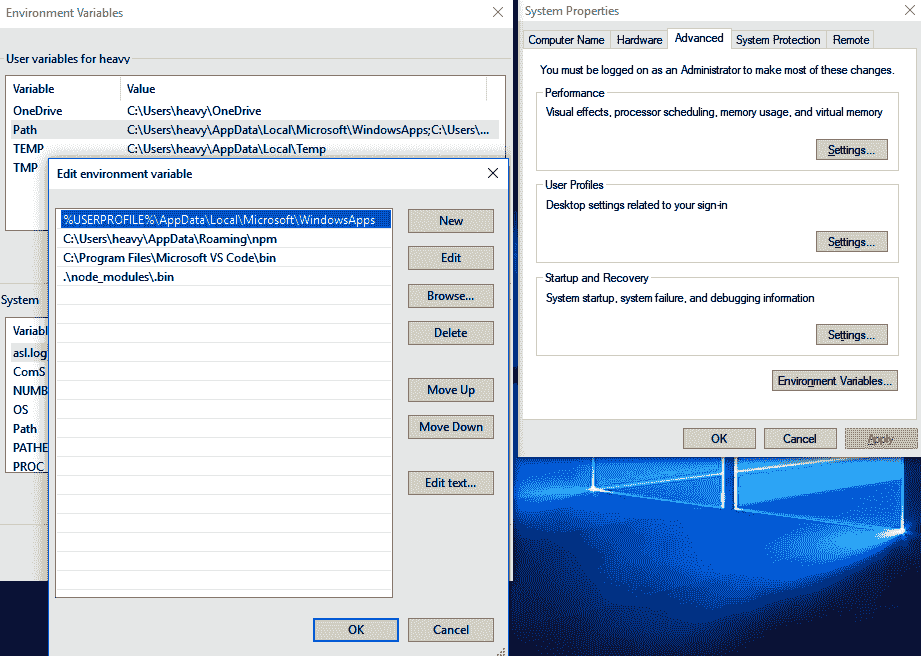 Environment Variables
User variables for heavy
Variable Value
OneDrive C:\Users\heavy\OneDrive
Path C:\Users\heavy\AppData\Local\Microsoft\WindowsApps;C:\Users\...
TEMP C:\Users\heavy\AppData\Local\Temp
TMP
System
Variabl
asl.log
ComS
NUMB
OS
Path
PATHE
PROC
Edit environment variable
%USERPROFILE%\AppData\Local\Microsoft\WindowsApps
C:\Users\heavy\AppData\Roaming\npm
C:\Program Files\Microsoft VS Code\bin
.\node_modules\.bin
New
Edit
Browse...
Delete
Move Up
Move Down
Edit text...
OK Cancel
System Properties
Computer Name Hardware Advanced System Protection Remote
You must be logged on as an Administrator to make most of these changes.
Performance
Visual effects, processor scheduling, memory usage, and virtual memory
Settings...
User Profiles
Desktop settings related to your sign-in
Settings...
Startup and Recovery
System startup, system failure, and debugging information
Settings...
Environment Variables...
OK Cancel Apply